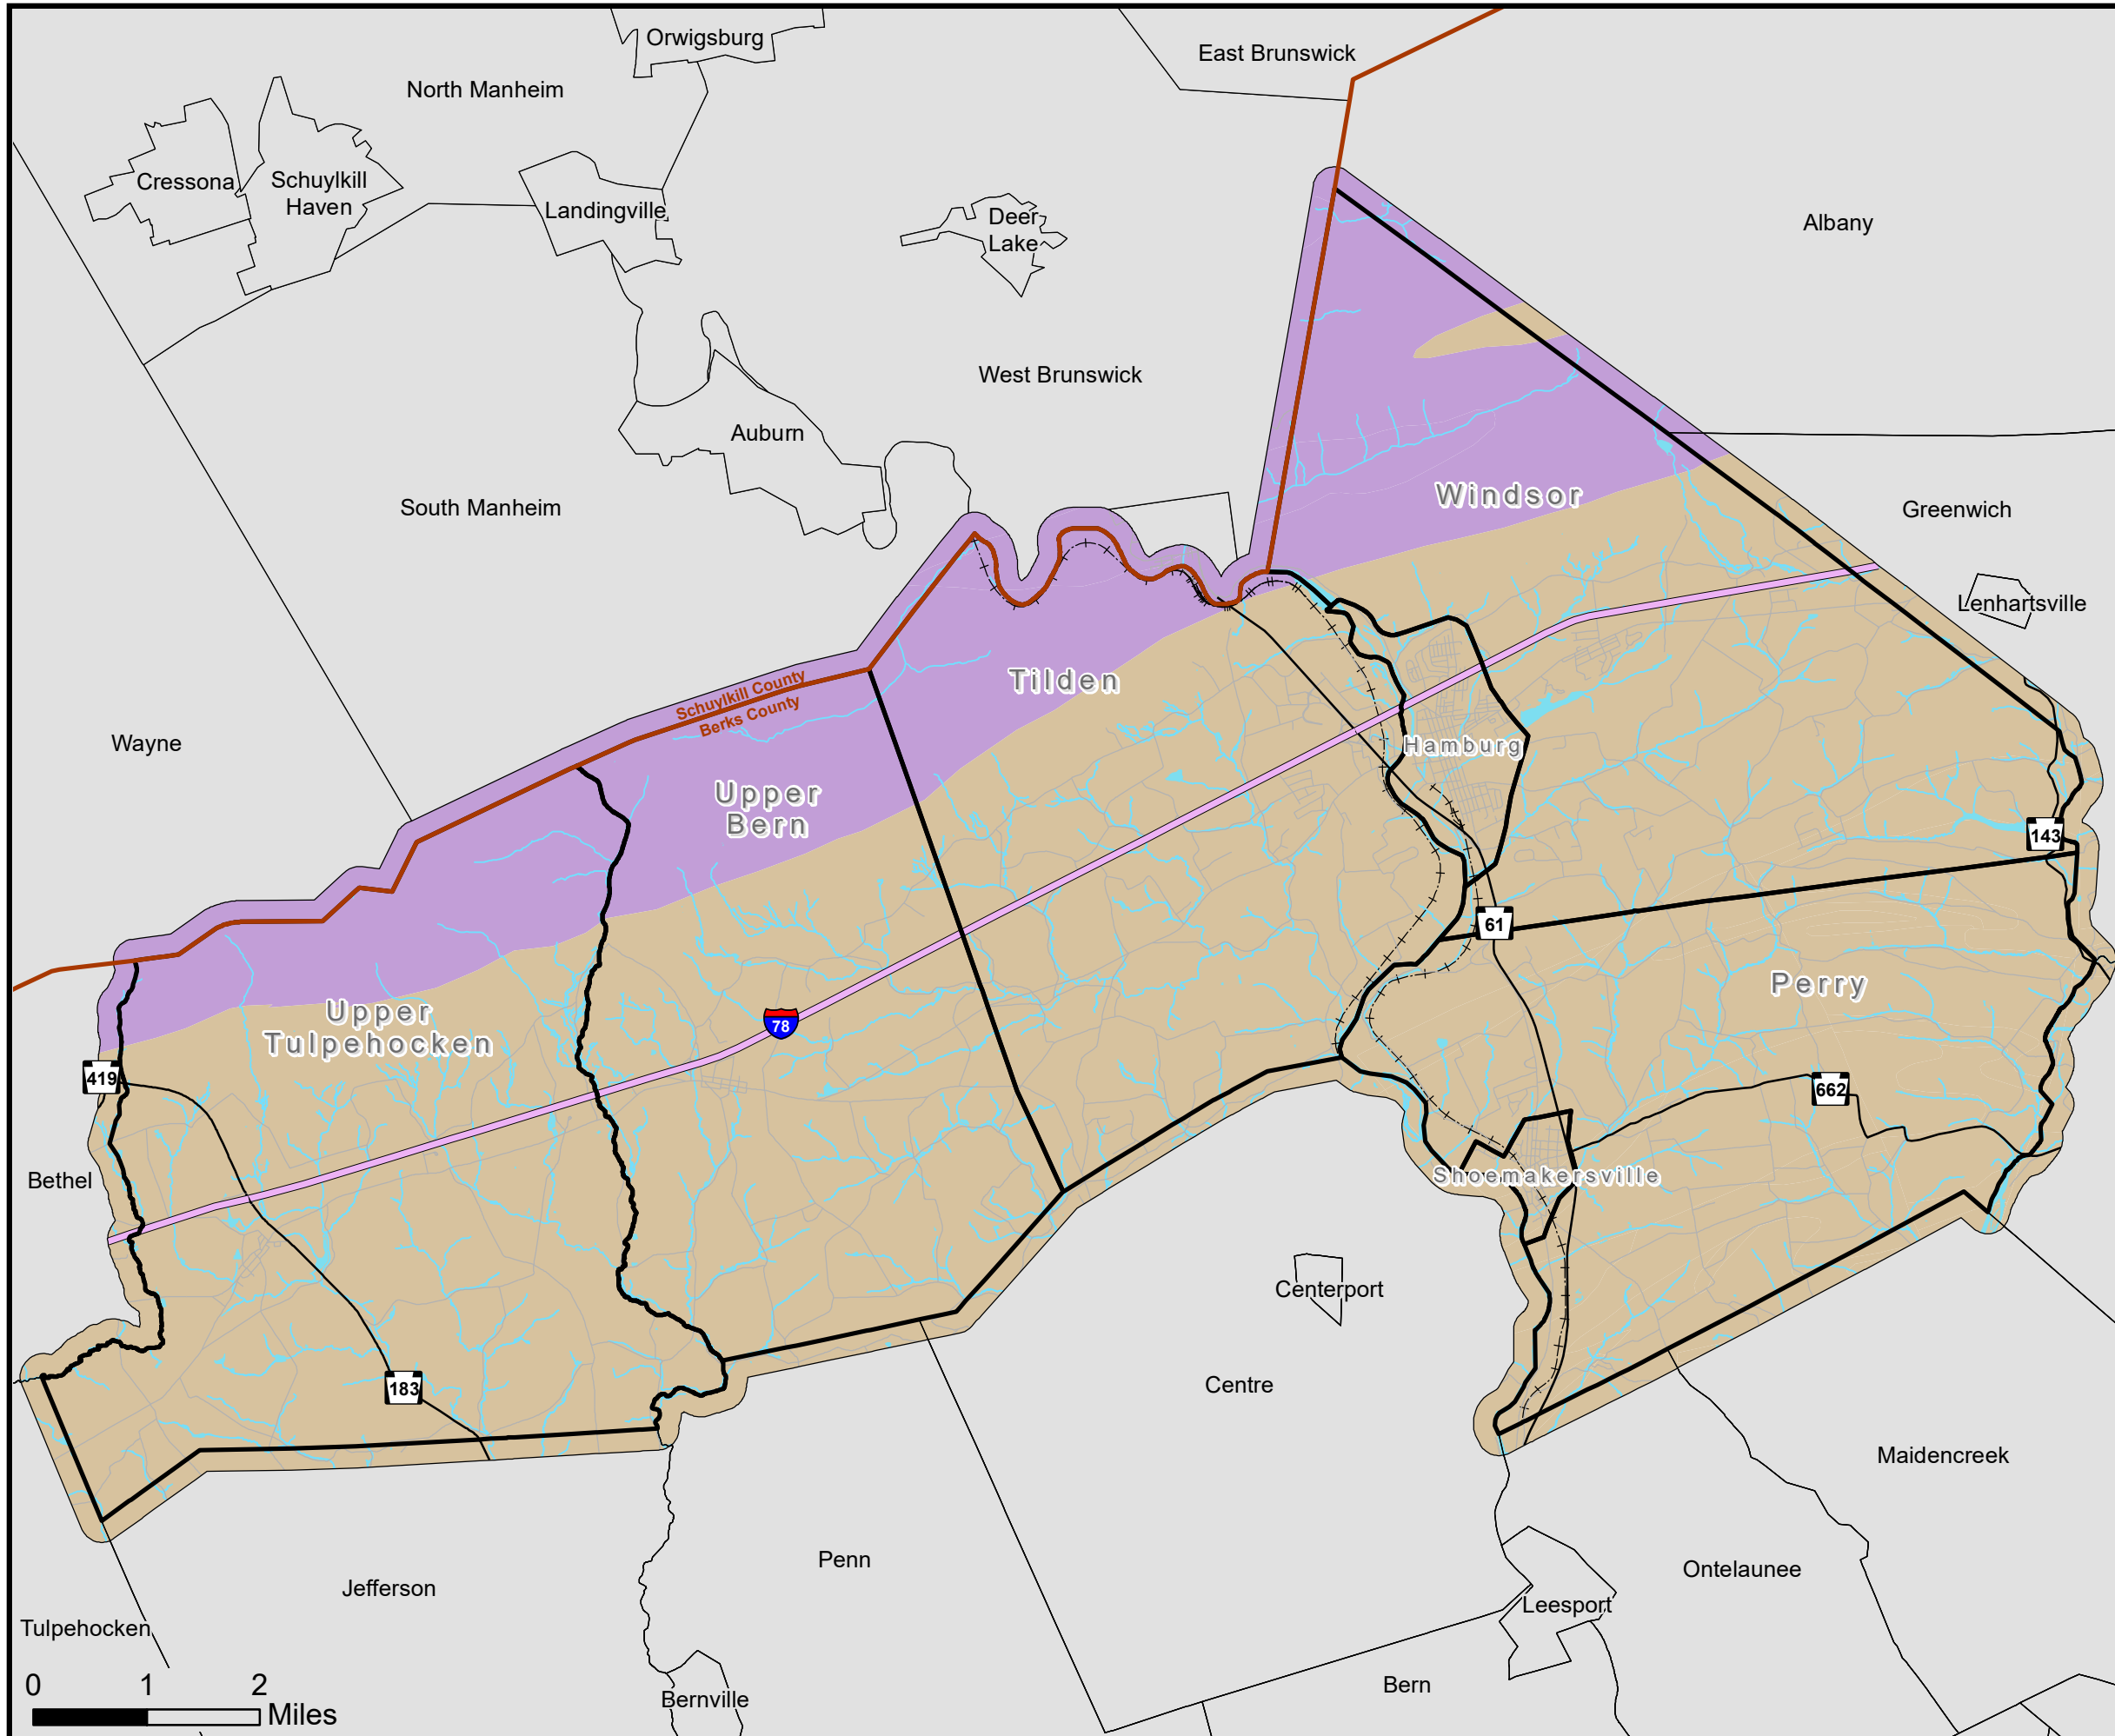 Orwigsburg
East Brunswick
North Manheim
Cressona
Schuylkill
Haven
Landingville
Deer
Lake
Albany
West Brunswick
Auburn
South Manheim
Windsor
Greenwich
Lenhartsville
Tilden
Schuylkill County
Berks County
Wayne
Hamburg
Upper
Bern
143
61
Perry
Upper
Tulpehocken
78
419
662
Bethel
Shoemakersville
Centerport
183
Centre
Maidencreek
Penn
Ontelaunee
Jefferson
Leesport
Tulpehocken
Bern
Bernville
0 1 2
Miles